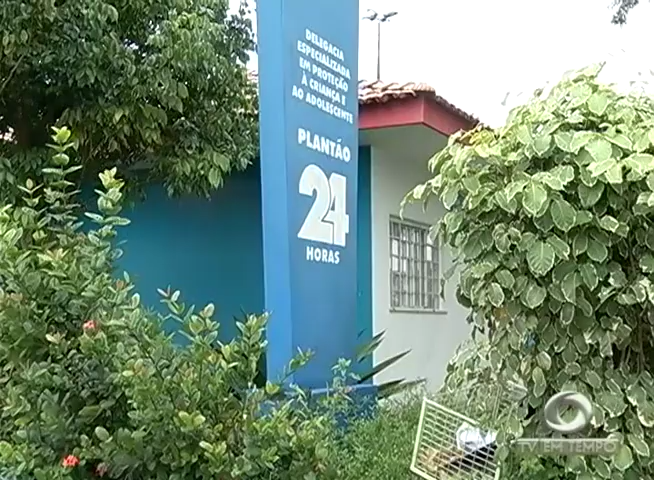 DELEGACIA
ESPECIALIZADA
EM PROTEÇÃO
À CRIANÇA E
AO ADOLESCENTE
PLANTÃO
24
HORAS
TV EM TEMPO